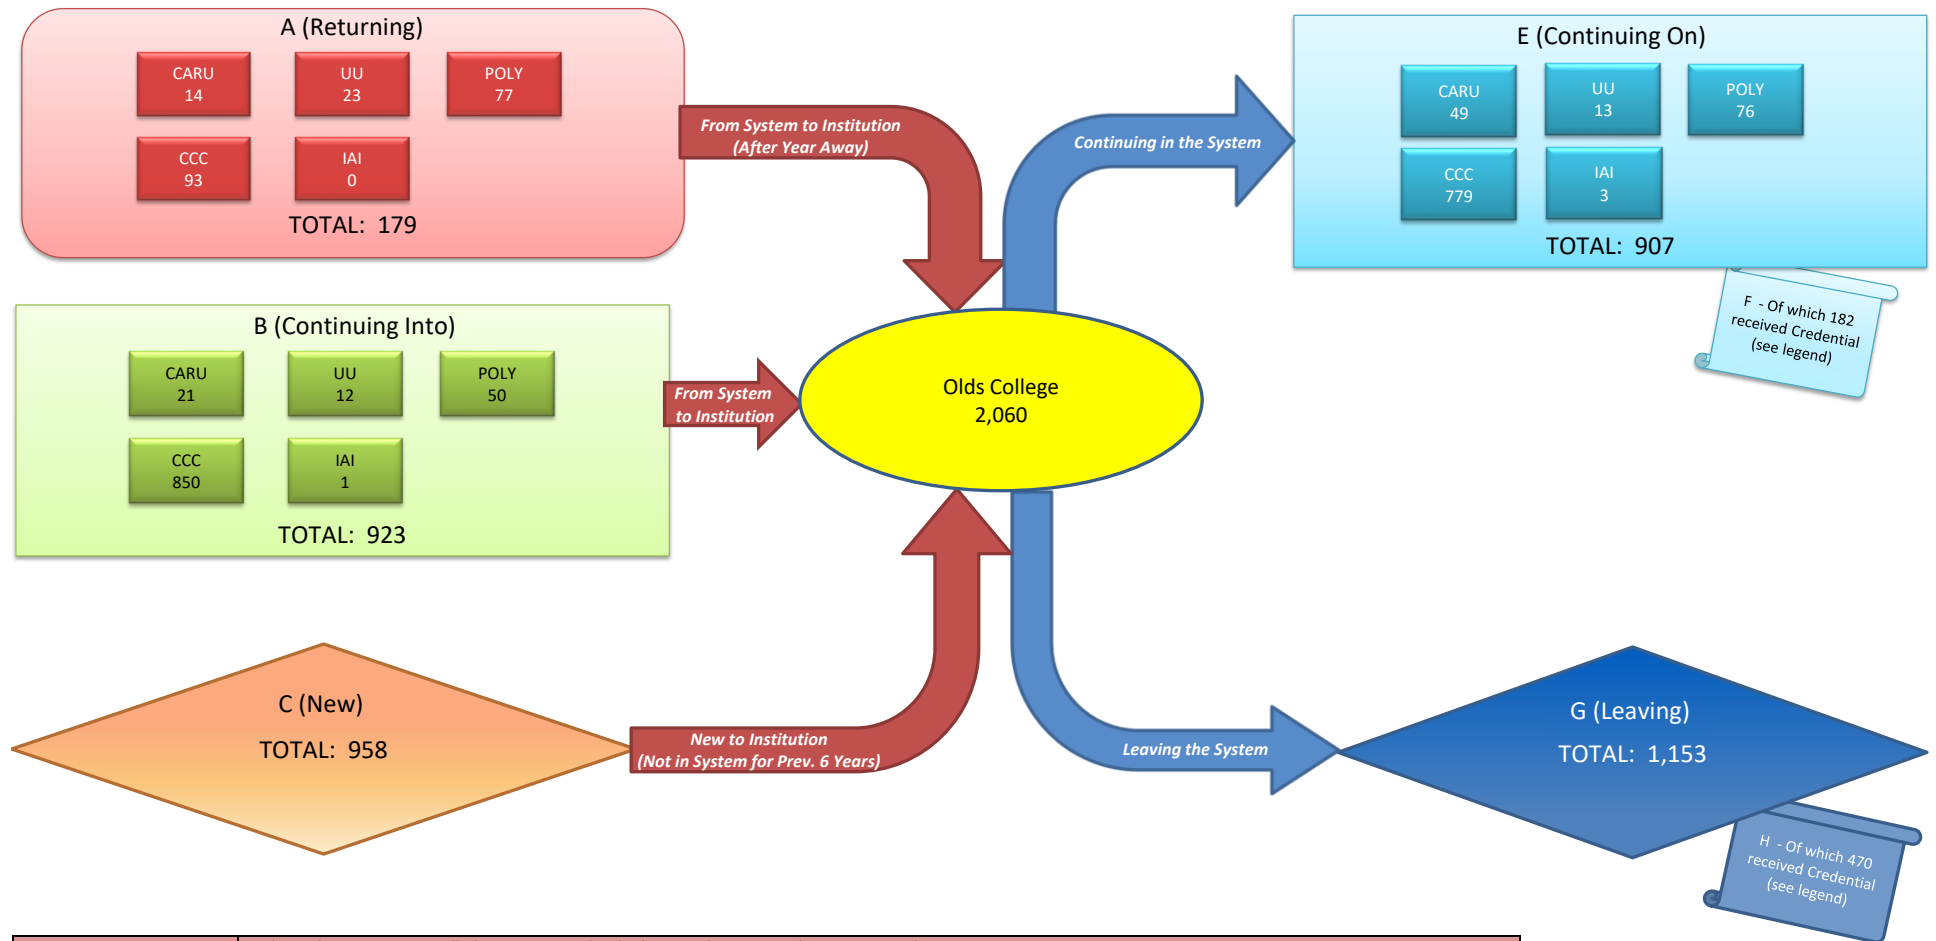 A (Returning)
CARU
14
UU
23
POLY
77
CCC
93
IAI
0
TOTAL: 179
From System to Institution
(After Year Away)
B (Continuing Into)
CARU
21
UU
12
POLY
50
CCC
850
IAI
1
TOTAL: 923
From System
to Institution
C (New)
TOTAL: 958
New to Institution
(Not in System for Prev. 6 Years)
Olds College
2,060
Continuing in the System
E (Continuing On)
CARU
49
UU
13
POLY
76
CCC
779
IAI
3
TOTAL: 907
F - Of which 182
received Credential
(see legend)
Leaving the System
G (Leaving)
TOTAL: 1,153
H - Of which 470
received Credential
(see legend)